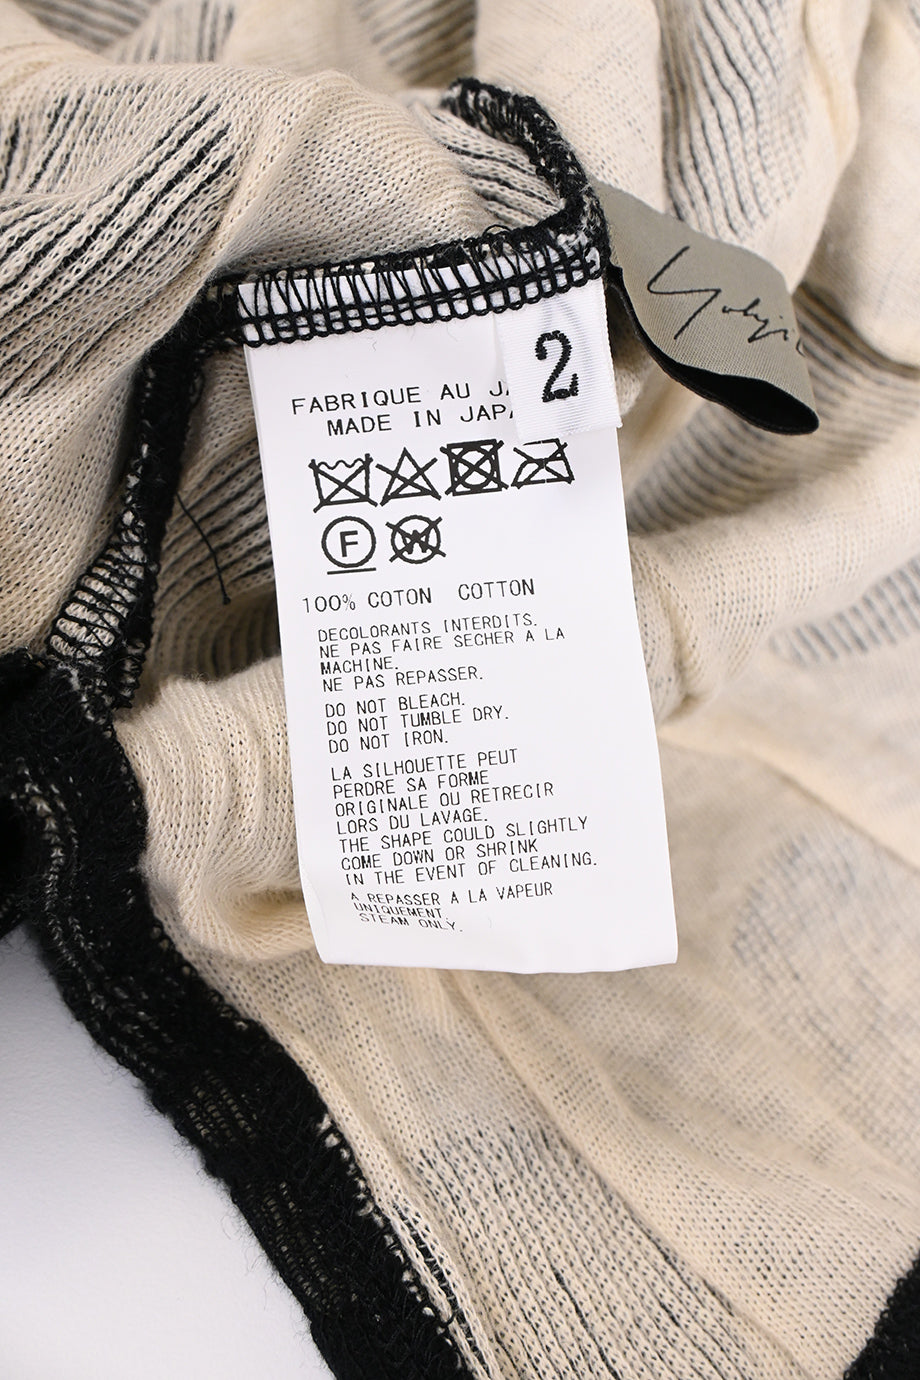 2
FABRIQUE AU
MADE IN
F
W
100% COTON COTTON
DECOLORANTS INTERDITS.
NE PAS FAIRE SECHER A LA
MACHINE.
NE PAS REPASSER.
DO NOT BLEACH.
DO NOT TUMBLE DRY.
DO NOT IRON.
LA SILHOUETTE PEUT
PERDRE SA FORME
ORIGINALE OU RETRECIR
LORS DU LAVAGE.
THE SHAPE COULD SLIGHTLY
COME DOWN OR SHRINK
IN THE EVENT OF CLEANING.
A REPASSER A LA VAPEUR
UNIQUEMENT.
STEAM ONLY.